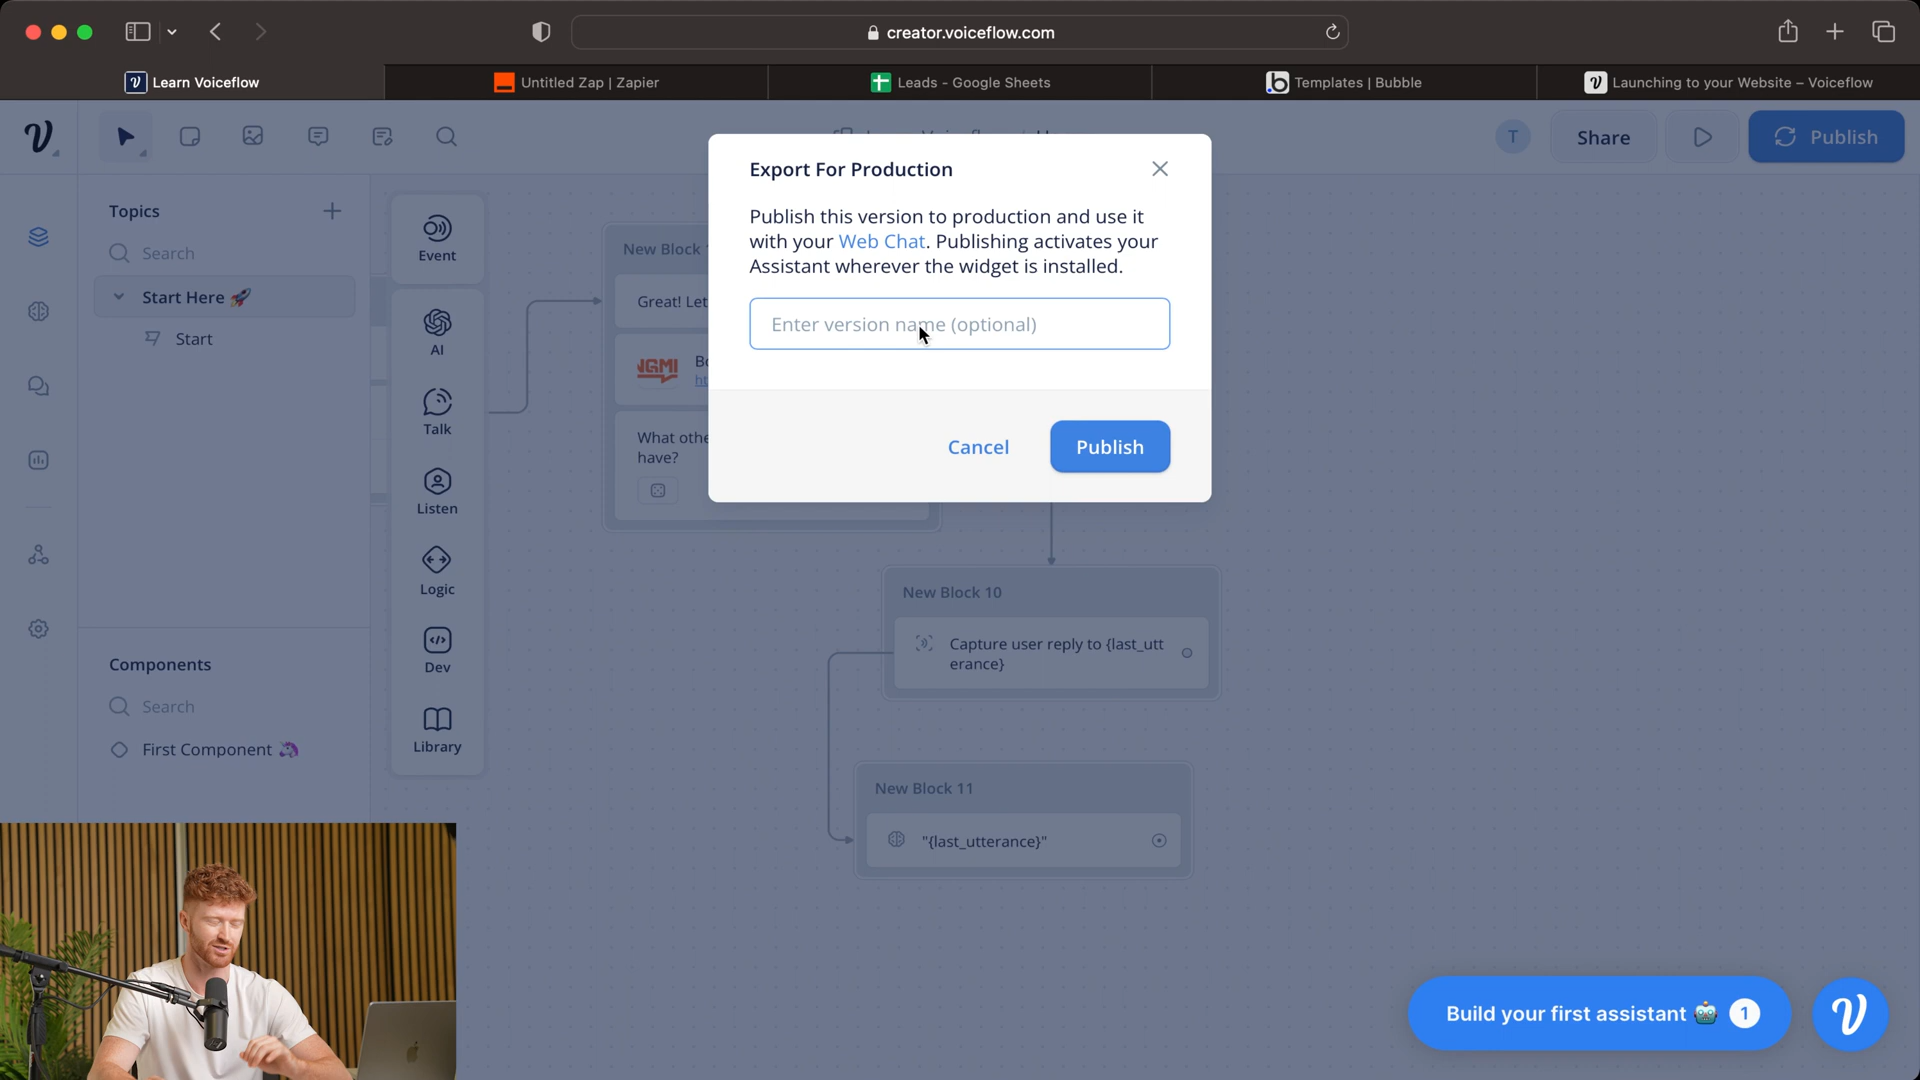 creator.voiceflow.com
Learn Voiceflow
Untitled Zap | Zapier
Leads - Google Sheets
Templates | Bubble
Launching to your Website – Voiceflow
T
Share
Publish
Topics
Search
Start Here 🚀
Start
Components
Search
First Component 🦄
Event
AI
Talk
Listen
Logic
Dev
Library
New Block
Great! Let
NGMI
What othe
have?
Export For Production
Publish this version to production and use it
with your Web Chat. Publishing activates your
Assistant wherever the widget is installed.
Enter version name (optional)
Cancel
Publish
New Block 10
Capture user reply to {last_utt
erance}
New Block 11
"{last_utterance}"
Build your first assistant 🤖 1